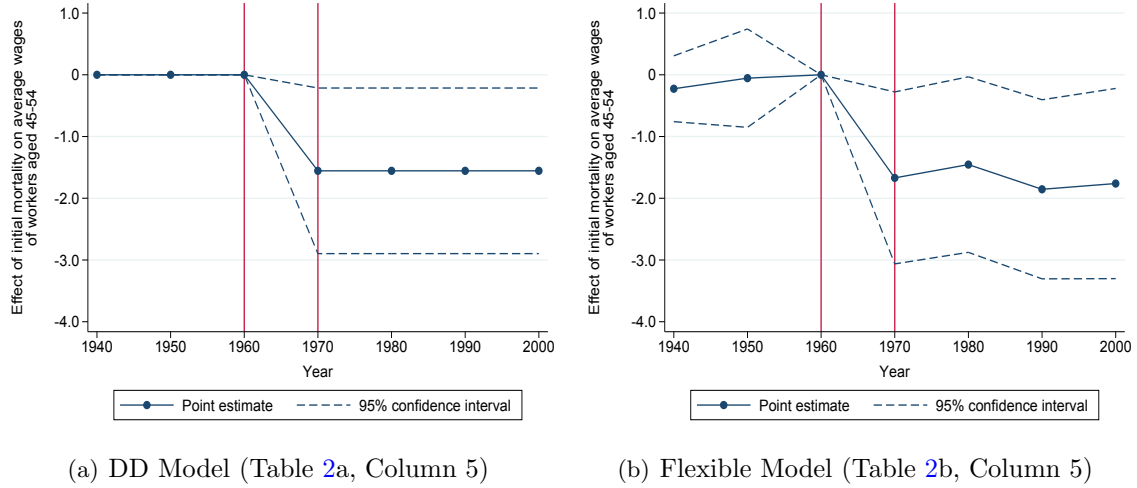 1.0
0
-1.0
-2.0
-3.0
-4.0
Effect of initial mortality on average wages
of workers aged 45-54
1940 1950 1960 1970 1980 1990 2000
Year
Point estimate 95% confidence interval
(a) DD Model (Table 2a, Column 5)
1.0
0
-1.0
-2.0
-3.0
-4.0
Effect of initial mortality on average wages
of workers aged 45-54
1940 1950 1960 1970 1980 1990 2000
Year
Point estimate 95% confidence interval
(b) Flexible Model (Table 2b, Column 5)